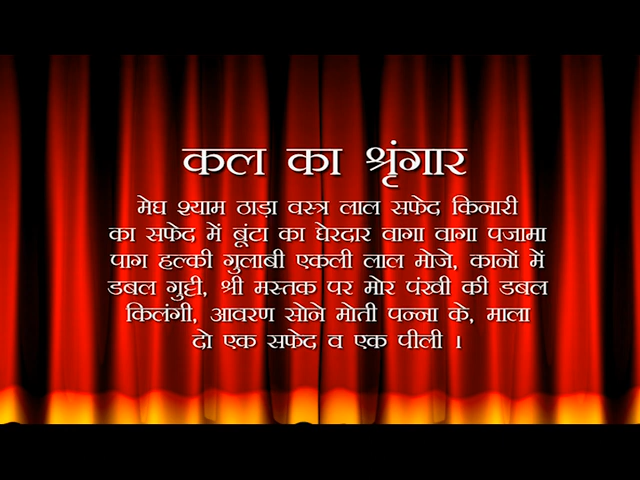 कल का श्रृंगार
मेघ श्याम ठाड़ा वस्त्र लाल सफेद किनारी
का सफेद में बूंटा का घेरदार वागा वागा पजामा
पाग हल्की गुलाबी एकली लाल मोजे, कानों में
डबल गुट्टी, श्री मस्तक पर मोर पंखी की डबल
किलंगी, आवरण सोने मोती पन्ना के, माला
दो एक सफेद व एक पीली ।